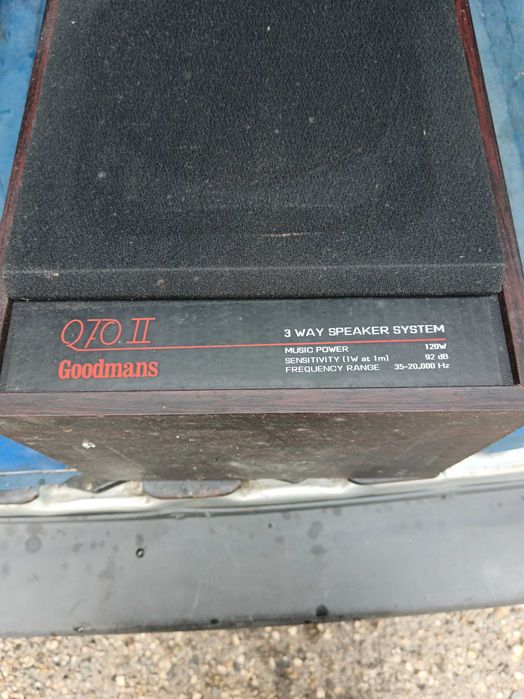 Q70 II
Goodmans
3 WAY SPEAKER SYSTEM
MUSIC POWER 120W
SENSITIVITY (1W at 1m) 92 dB
FREQUENCY RANGE 35-20.000 Hz